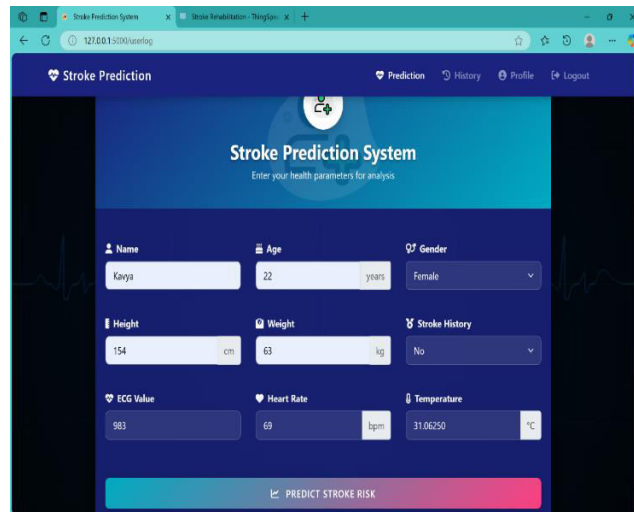 Stroke Prediction System
Stroke Rehabilitation - ThingSpe
127.0.0.1:5000/userlog
Stroke Prediction
Prediction History Profile Logout
Stroke Prediction System
Enter your health parameters for analysis
Name Age Gender
Kavya 22 years Female
Height Weight Stroke History
154 cm 63 kg No
ECG Value Heart Rate Temperature
983 69 bpm 31.06250 °C
PREDICT STROKE RISK